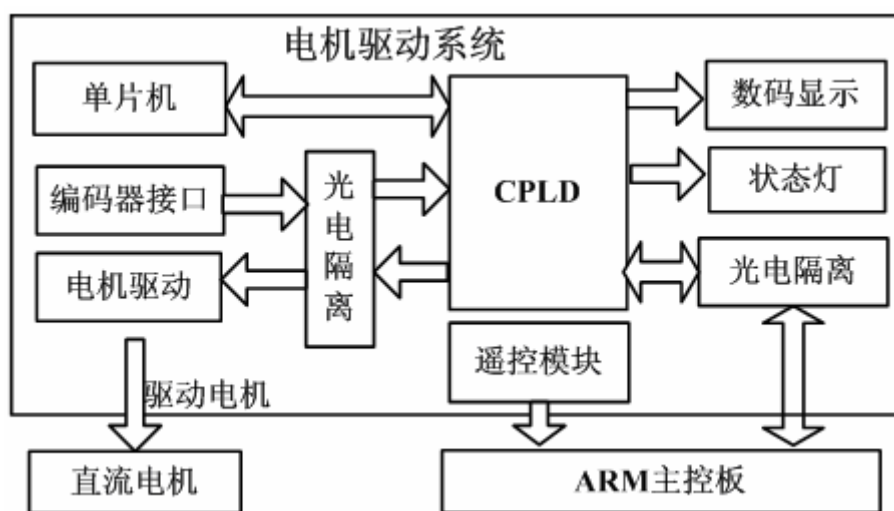 电机驱动系统
单片机
数码显示
CPLD
状态灯
编码器接口
光电隔离
电机驱动
光电隔离
遥控模块
驱动电机
直流电机
ARM主控板